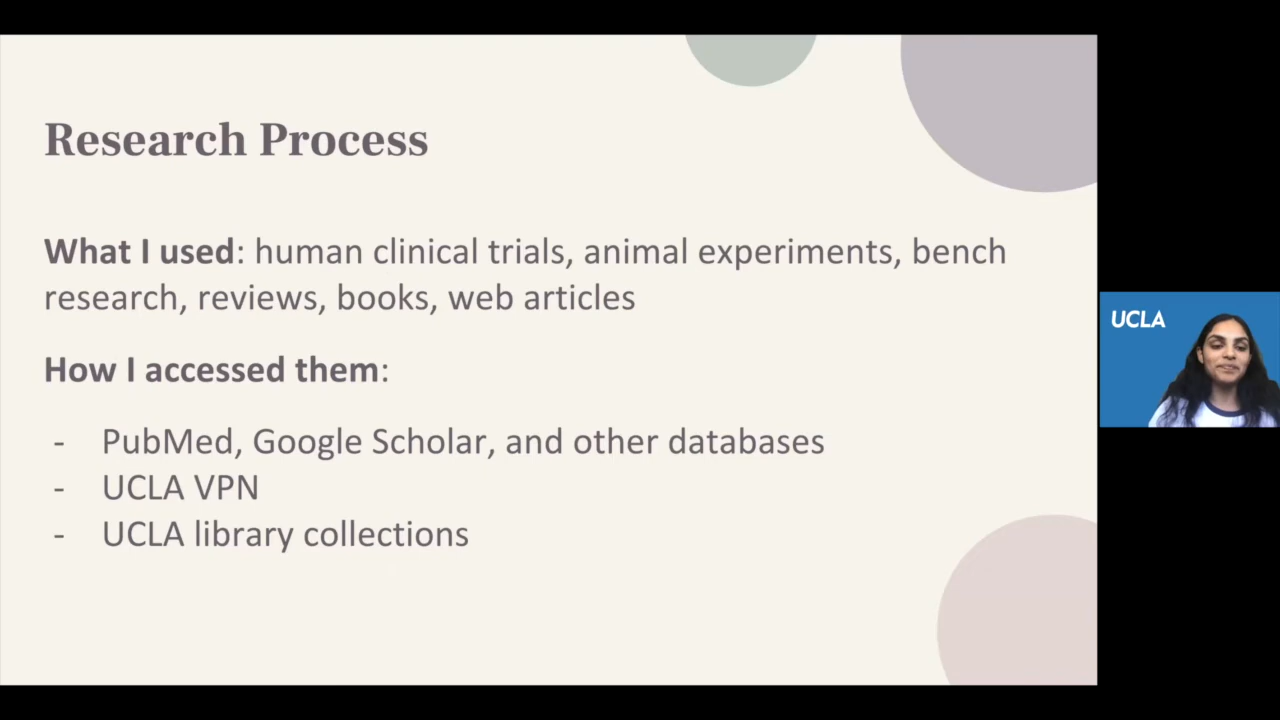 Research Process
What I used: human clinical trials, animal experiments, bench
research, reviews, books, web articles
How I accessed them:
- PubMed, Google Scholar, and other databases
- UCLA VPN
- UCLA library collections
UCLA